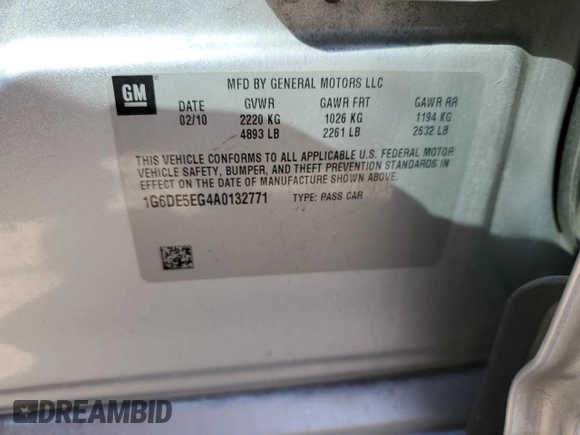 GM
MFD BY GENERAL MOTORS LLC
DATE GVWR GAWR FRT GAWR RR
02/10 2220 KG 1026 KG 1194 KG
4893 LB 2261 LB 2632 LB
THIS VEHICLE CONFORMS TO ALL APPLICABLE U.S. FEDERAL MOTOR
VEHICLE SAFETY, BUMPER, AND THEFT PREVENTION STANDARDS IN
EFFECT ON THE DATE OF MANUFACTURE SHOWN ABOVE.
1G6DE5EG4A0132771 TYPE: PASS CAR
DREAMBID